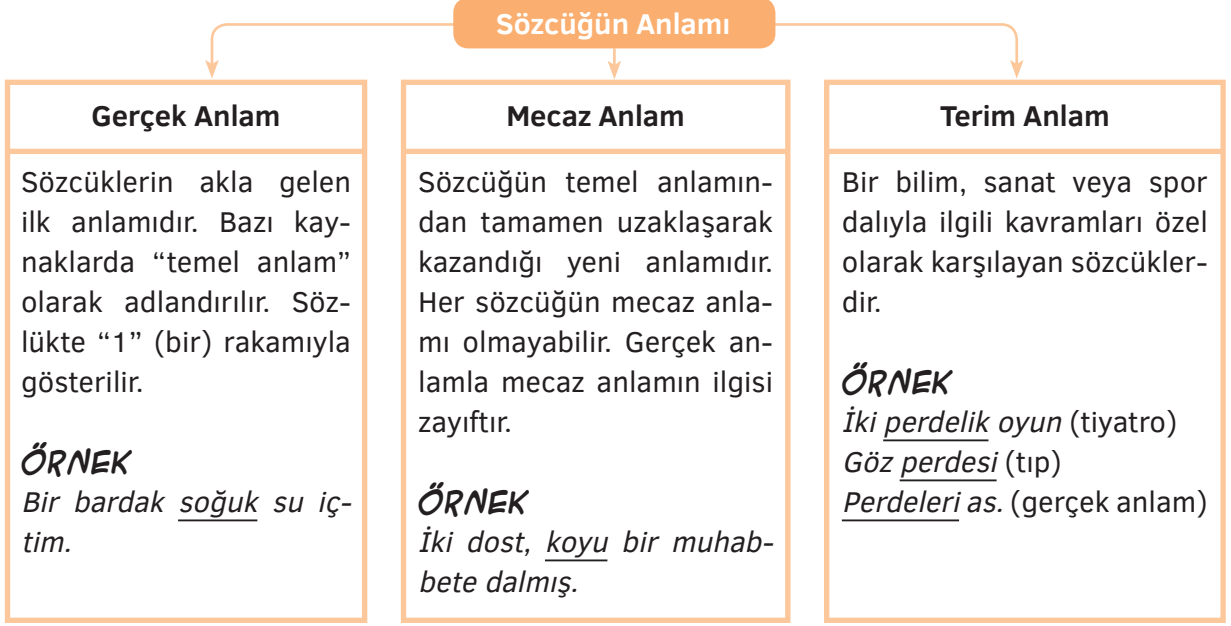 Sözcüğün Anlamı
Gerçek Anlam
Sözcüklerin akla gelen
ilk anlamıdır. Bazı kay-
naklarda “temel anlam”
olarak adlandırılır. Söz-
lükte “1” (bir) rakamıyla
gösterilir.
ÖRNEK
Bir bardak soğuk su iç-
tim.
Mecaz Anlam
Sözcüğün temel anlamın-
dan tamamen uzaklaşarak
kazandığı yeni anlamıdır.
Her sözcüğün mecaz anla-
mı olmayabilir. Gerçek an-
lamla mecaz anlamın ilgisi
zayıftır.
ÖRNEK
İki dost, koyu bir muhab-
bete dalmış.
Terim Anlam
Bir bilim, sanat veya spor
dalıyla ilgili kavramları özel
olarak karşılayan sözcükler-
dir.
ÖRNEK
İki perdelik oyun (tiyatro)
Göz perdesi (tıp)
Perdeleri as. (gerçek anlam)